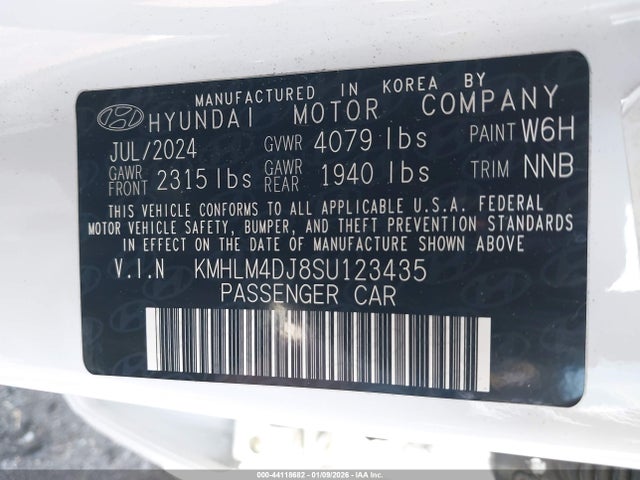 MANUFACTURED IN KOREA BY
HYUNDAI MOTOR COMPANY
JUL/2024 GVWR 4079 lbs PAINT W6H
GAWR FRONT 2315 lbs GAWR REAR 1940 lbs TRIM NNB
THIS VEHICLE CONFORMS TO ALL APPLICABLE U.S.A. FEDERAL
MOTOR VEHICLE SAFETY, BUMPER, AND THEFT PREVENTION STANDARDS
IN EFFECT ON THE DATE OF MANUFACTURE SHOWN ABOVE
V.I.N KMHLM4DJ8SU123435
PASSENGER CAR
000-44118682 - 01/09/2026 - IAA34